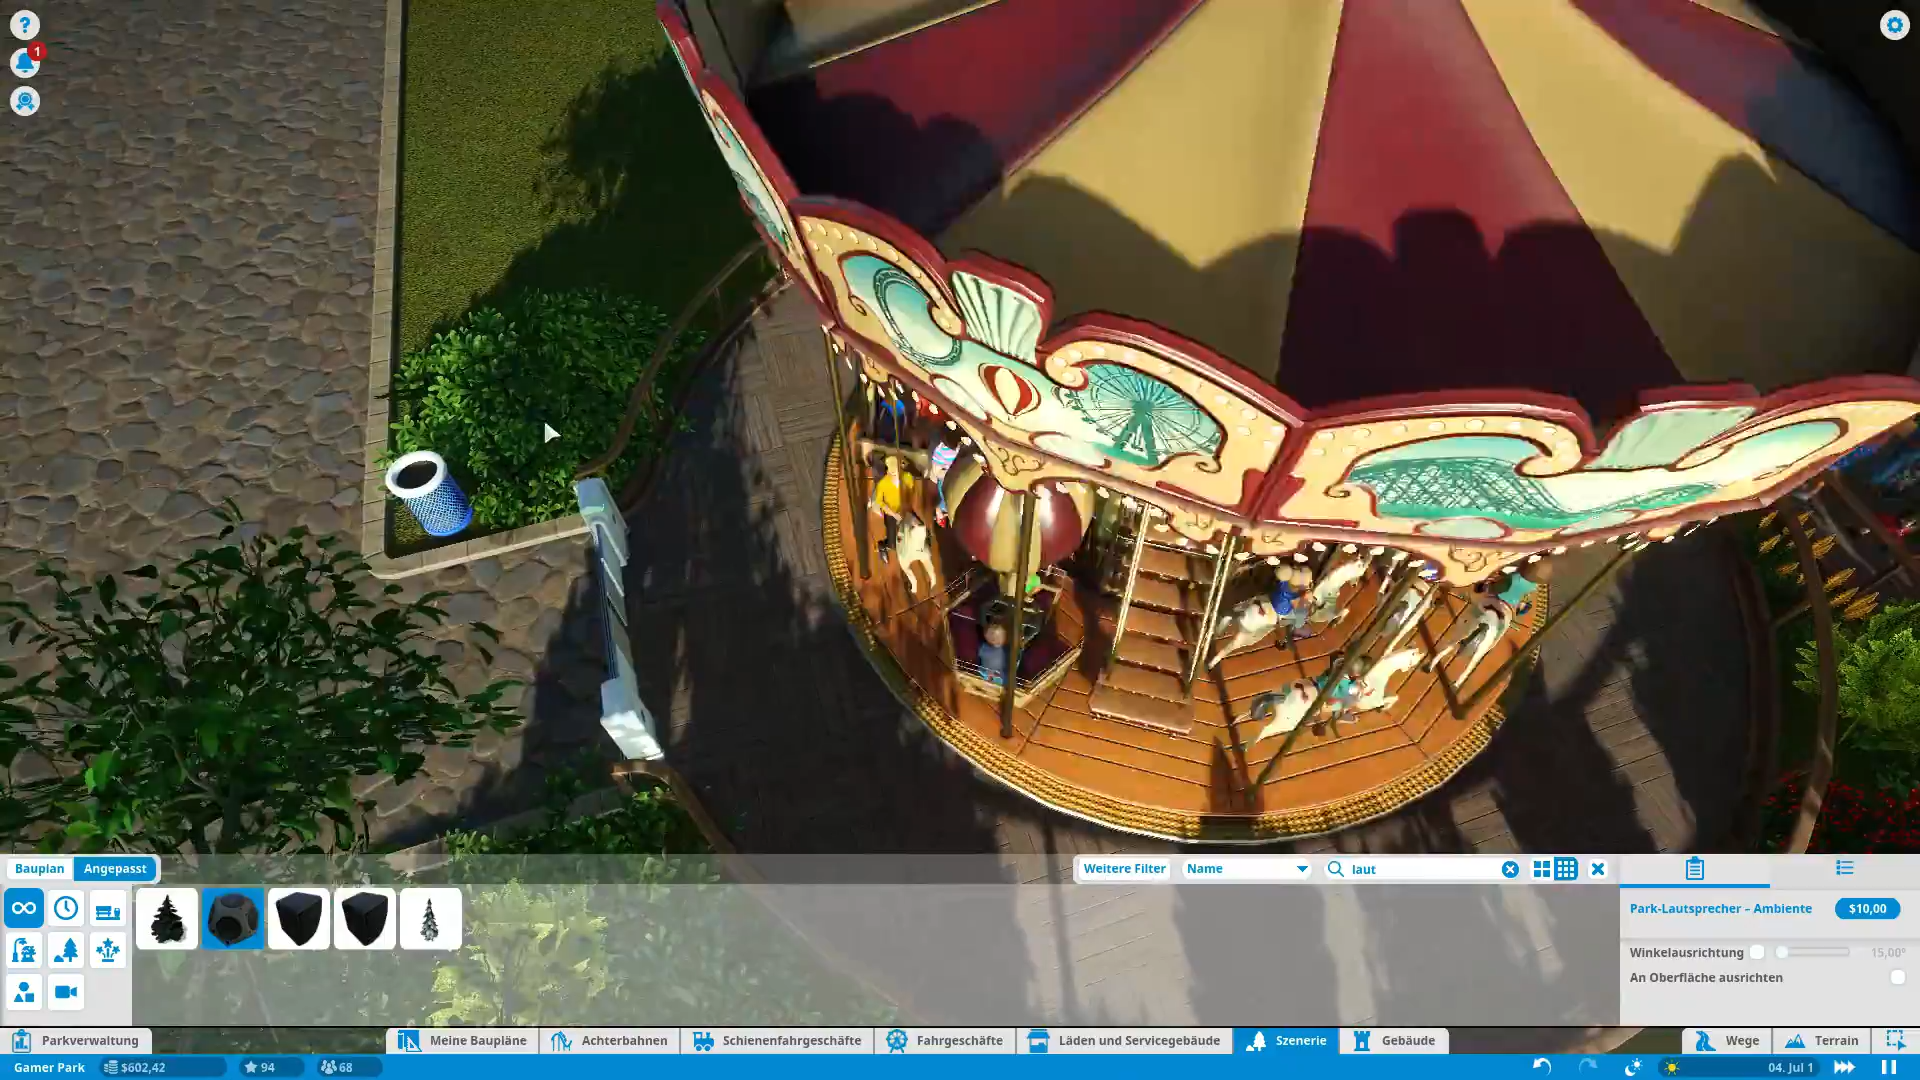 ?
1
Bauplan
Angepasst
Weitere Filter
Name
laut
Park-Lautsprecher – Ambiente
$10,00
Winkelausrichtung
15,00°
An Oberfläche ausrichten
Parkverwaltung
Meine Baupläne
Achterbahnen
Schienenfahrgeschäfte
Fahrgeschäfte
Läden und Servicegebäude
Szenerie
Gebäude
Wege
Terrain
Gamer Park
$602,42
94
68
04. Jul 1